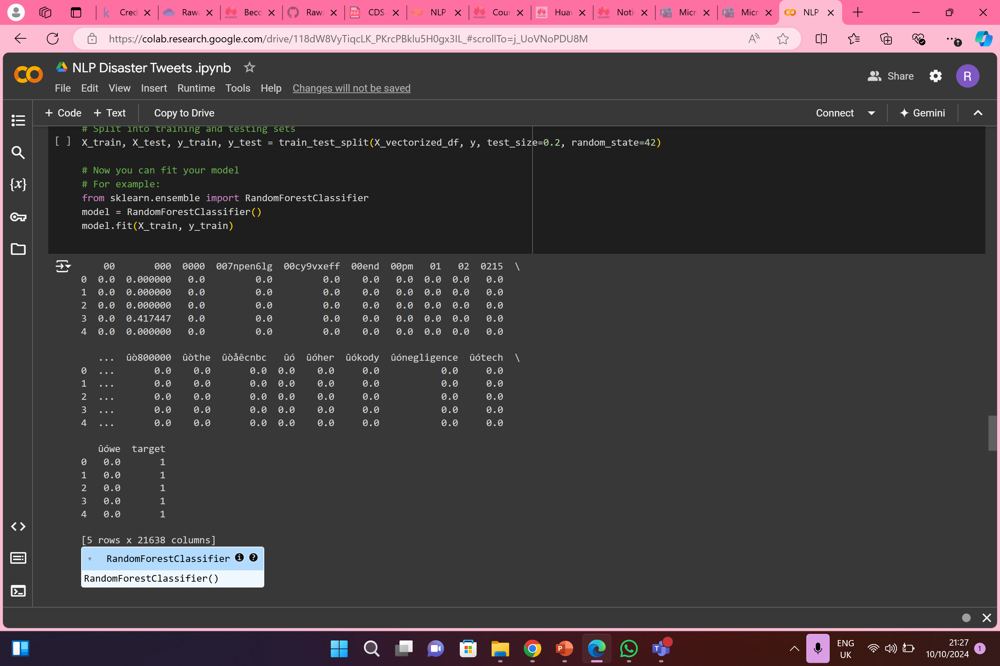 Cred
Rawa
Beco
Rawa
CDS
NLP
Cour
Huaw
Noti
Micr
Micr
NLP
https://colab.research.google.com/drive/118dW8VyTiqcLK_PKrcPBklu5H0gx3IL_#scrollTo=j_UoVNoPDU8M
NLP Disaster Tweets .ipynb
Share
R
File Edit View Insert Runtime Tools Help Changes will not be saved
+ Code + Text Copy to Drive Connect Gemini
# Split into training and testing sets
[ ] X_train, X_test, y_train, y_test = train_test_split(X_vectorized_df, y, test_size=0.2, random_state=42)
# Now you can fit your model
# For example:
from sklearn.ensemble import RandomForestClassifier
model = RandomForestClassifier()
model.fit(X_train, y_train)
00 000 0000 007npen6lg 00cy9vxeff 00end 00pm 01 02 0215 \
0 0.0 0.000000 0.0 0.0 0.0 0.0 0.0 0.0 0.0 0.0
1 0.0 0.000000 0.0 0.0 0.0 0.0 0.0 0.0 0.0 0.0
2 0.0 0.000000 0.0 0.0 0.0 0.0 0.0 0.0 0.0 0.0
3 0.0 0.417447 0.0 0.0 0.0 0.0 0.0 0.0 0.0 0.0
4 0.0 0.000000 0.0 0.0 0.0 0.0 0.0 0.0 0.0 0.0
... ûò800000 ûòthe ûòåêcnbc ûó ûóher ûókody ûónegligence ûótech \
0 ... 0.0 0.0 0.0 0.0 0.0 0.0 0.0 0.0
1 ... 0.0 0.0 0.0 0.0 0.0 0.0 0.0 0.0
2 ... 0.0 0.0 0.0 0.0 0.0 0.0 0.0 0.0
3 ... 0.0 0.0 0.0 0.0 0.0 0.0 0.0 0.0
4 ... 0.0 0.0 0.0 0.0 0.0 0.0 0.0 0.0
ûówe target
0 0.0 1
1 0.0 1
2 0.0 1
3 0.0 1
4 0.0 1
[5 rows x 21638 columns]
RandomForestClassifier
RandomForestClassifier()
ENG
UK
21:27
10/10/2024
1